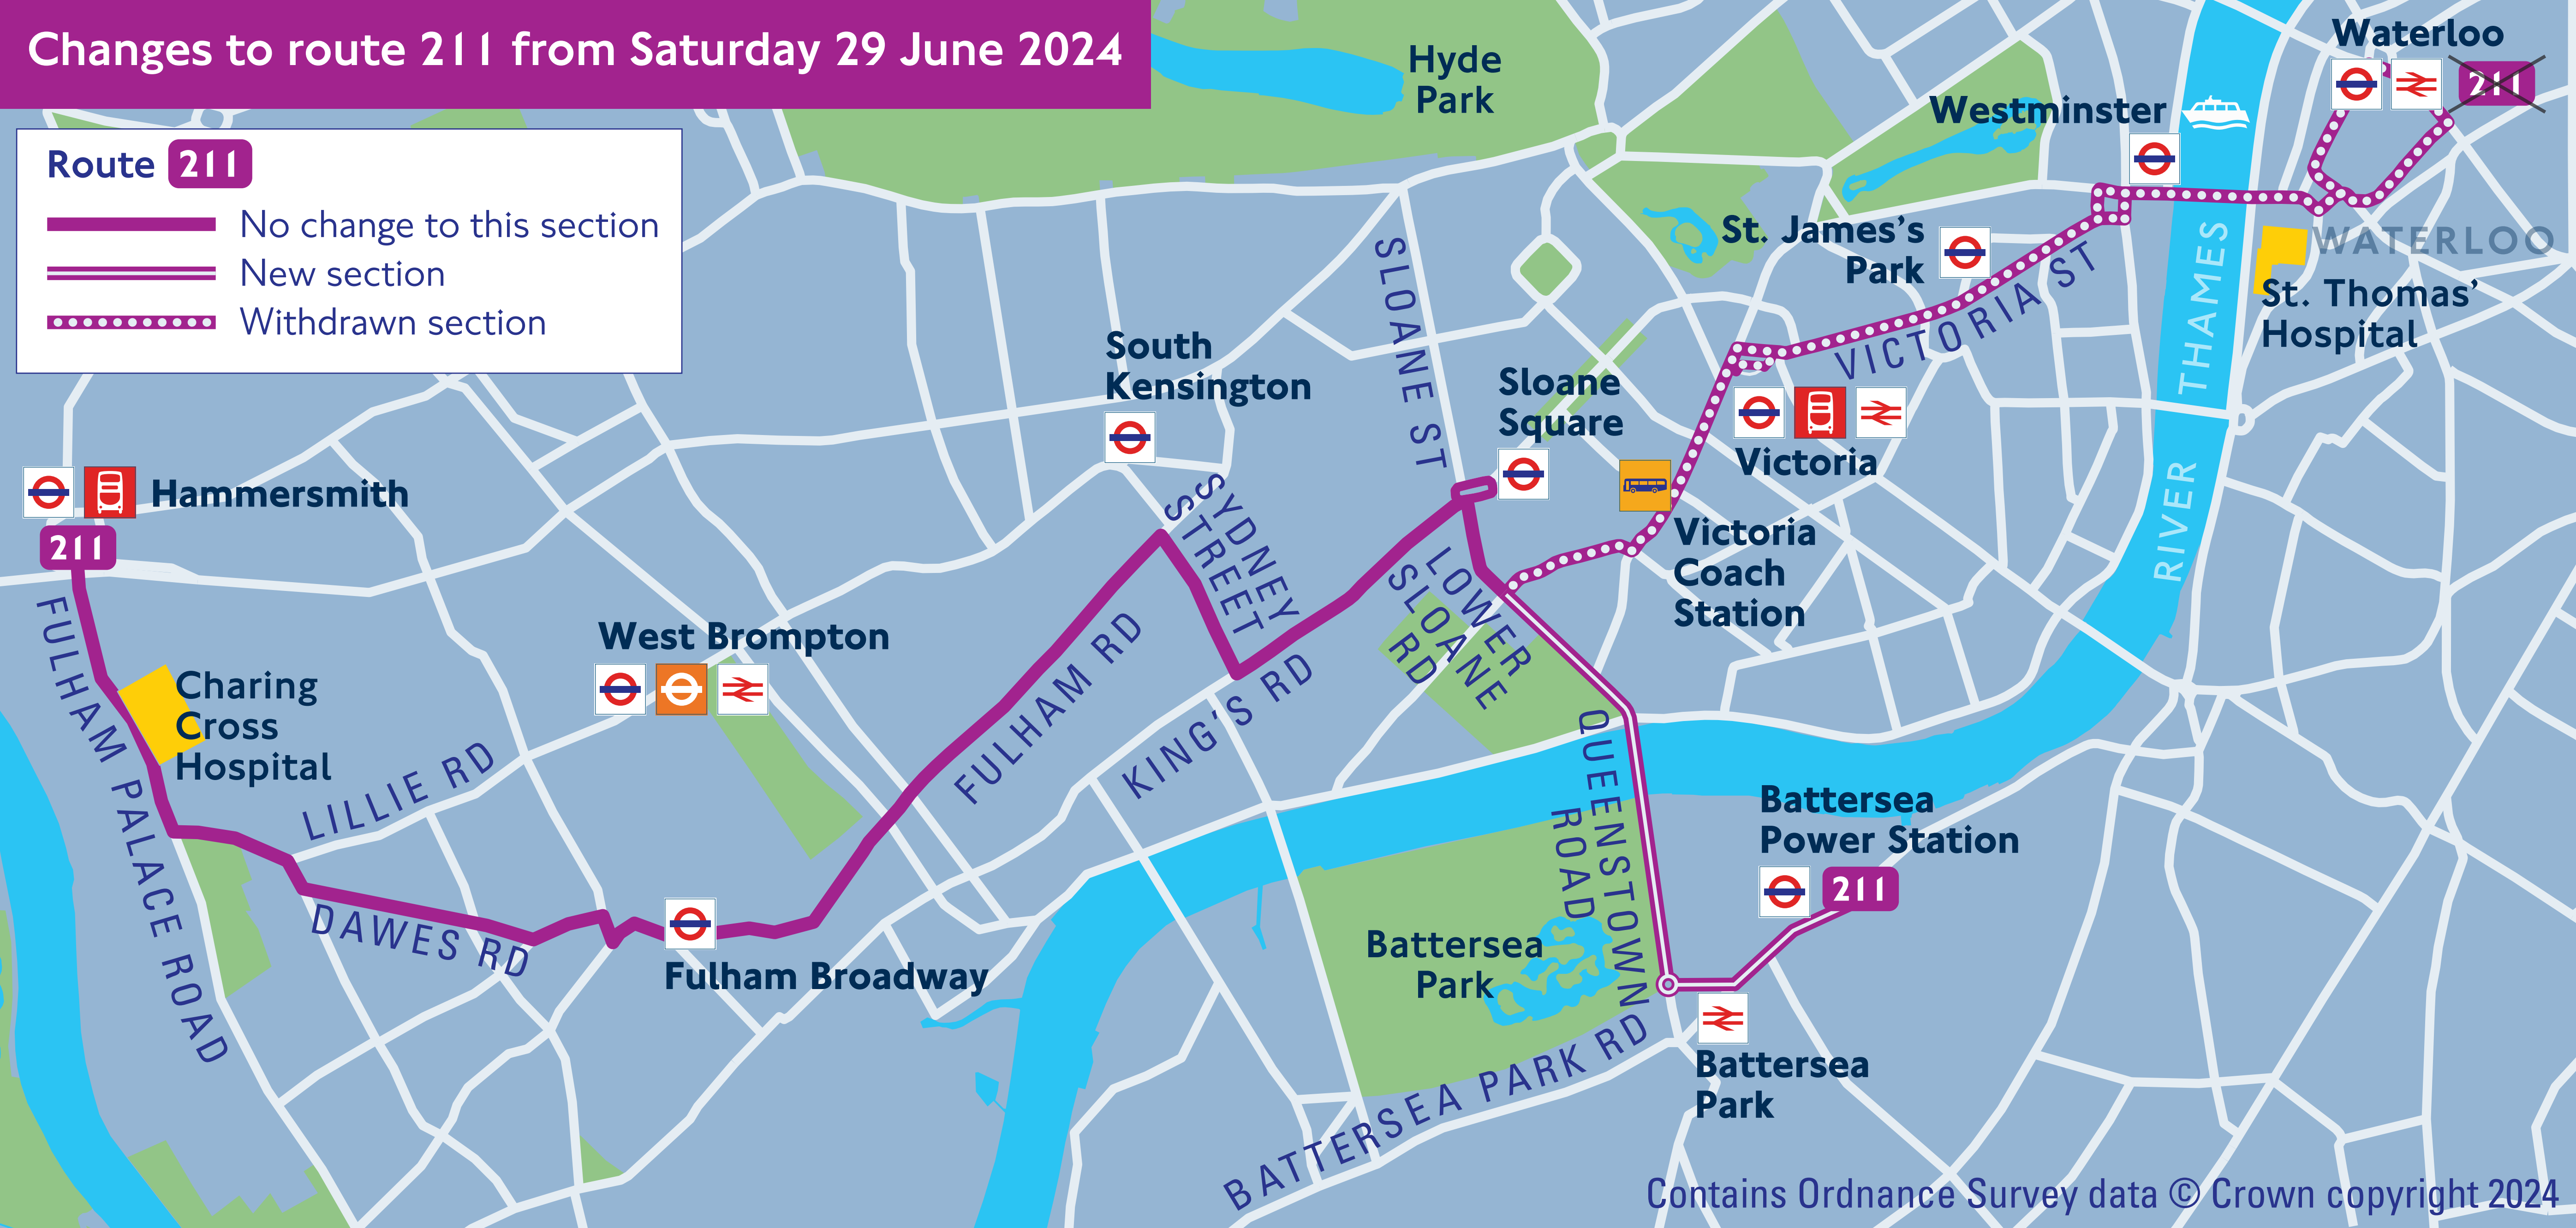 Changes to route 211 from Saturday 29 June 2024
Route 211
No change to this section
New section
Withdrawn section
Hyde
Park
Waterloo
211
Westminster
St. James's
Park
WATERLOO
St. Thomas'
Hospital
VICTORIA ST
RIVER THAMES
SLOANE ST
South
Kensington
Sloane
Square
Victoria
Victoria
Coach
Station
Hammersmith
211
SYDNEY
STREET
LOWER
SLOANE
RD
West Brompton
Charing
Cross
Hospital
FULHAM PALACE ROAD
LILLIE RD
FULHAM RD
KING'S RD
DAWES RD
Fulham Broadway
QUEENSTOWN
ROAD
Battersea
Power Station
211
Battersea
Park
Battersea
Park
BATTERSEA PARK RD
Contains Ordnance Survey data © Crown copyright 2024